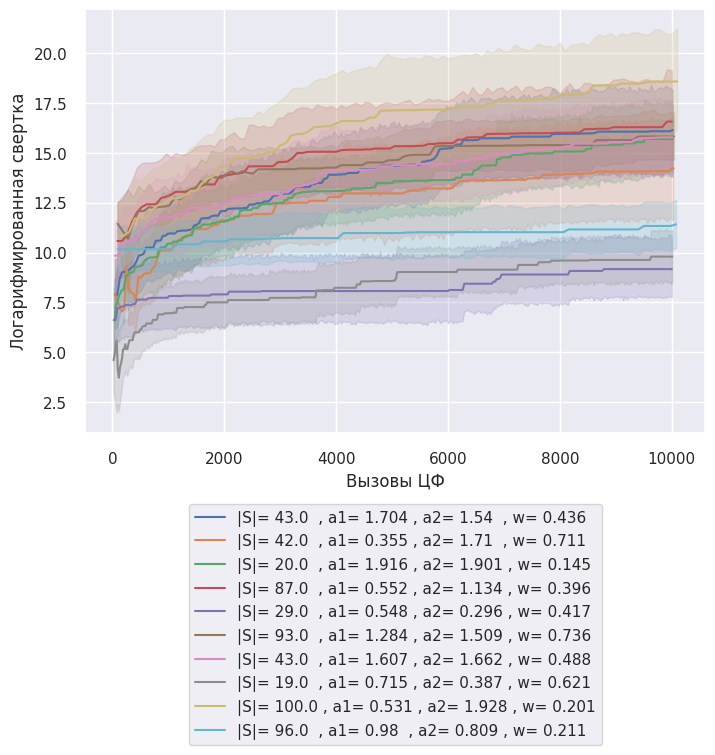 20.0
17.5
15.0
12.5
10.0
7.5
5.0
2.5
Логарифмированная свертка
0 2000 4000 6000 8000 10000
Вызовы ЦФ
|S|= 43.0 , a1= 1.704 , a2= 1.54 , w= 0.436
|S|= 42.0 , a1= 0.355 , a2= 1.71 , w= 0.711
|S|= 20.0 , a1= 1.916 , a2= 1.901 , w= 0.145
|S|= 87.0 , a1= 0.552 , a2= 1.134 , w= 0.396
|S|= 29.0 , a1= 0.548 , a2= 0.296 , w= 0.417
|S|= 93.0 , a1= 1.284 , a2= 1.509 , w= 0.736
|S|= 43.0 , a1= 1.607 , a2= 1.662 , w= 0.488
|S|= 19.0 , a1= 0.715 , a2= 0.387 , w= 0.621
|S|= 100.0 , a1= 0.531 , a2= 1.928 , w= 0.201
|S|= 96.0 , a1= 0.98 , a2= 0.809 , w= 0.211